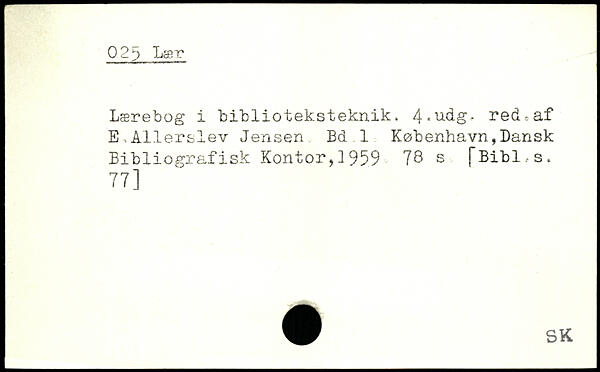 025 Lær
Lærebog i biblioteksteknik. 4.udg. red.af
E.Allerslev Jensen. Bd.1. København,Dansk
Bibliografisk Kontor,1959. 78 s. [Bibl.s.
77]
SK